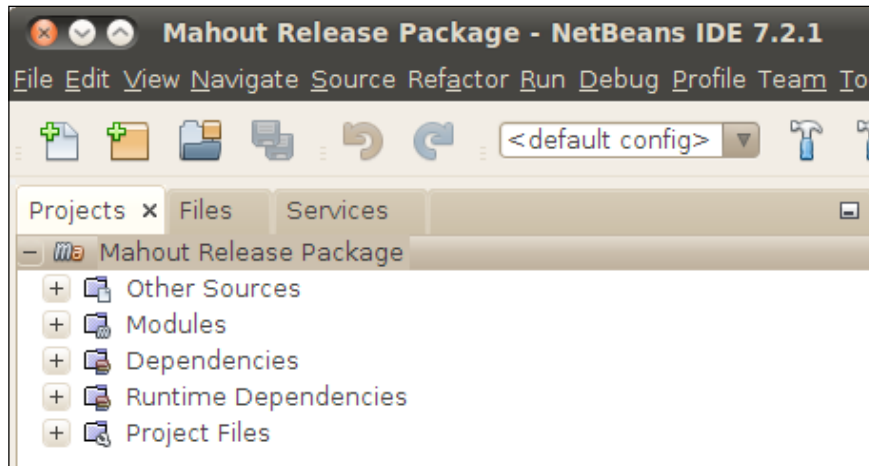 Mahout Release Package - NetBeans IDE 7.2.1
File Edit View Navigate Source Refactor Run Debug Profile Team To
<default config>
Projects x Files Services
Mahout Release Package
Other Sources
Modules
Dependencies
Runtime Dependencies
Project Files